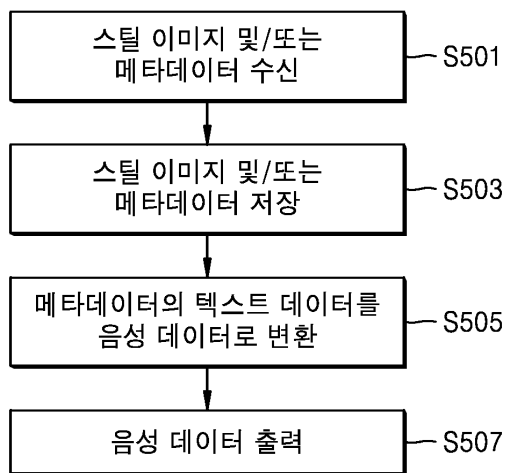 스틸 이미지 및/또는
메타데이터 수신
S501
스틸 이미지 및/또는
메타데이터 저장
S503
메타데이터의 텍스트 데이터를
음성 데이터로 변환
S505
음성 데이터 출력
S507